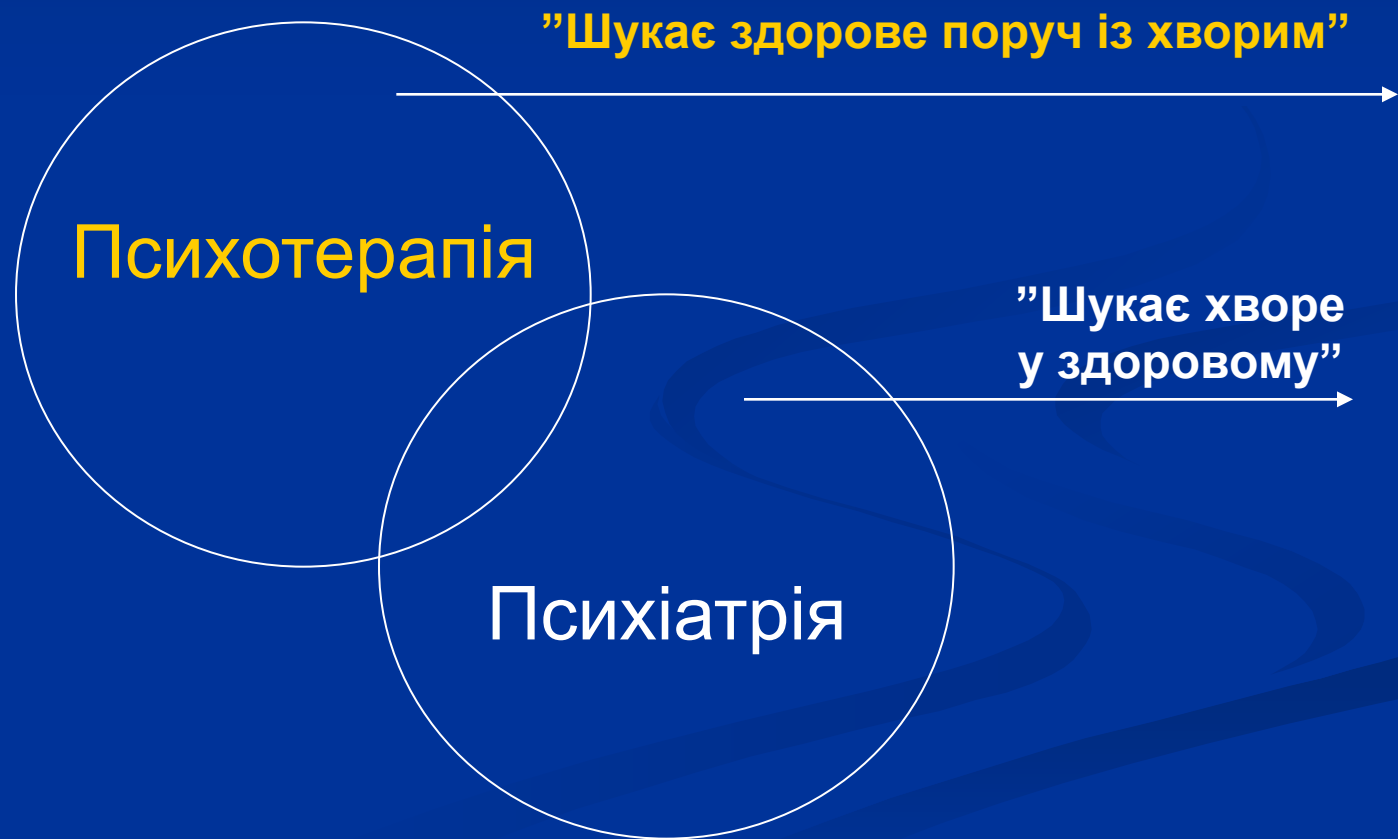 ”Шукає здорове поруч із хворим”
Психотерапія
”Шукає хворе
у здоровому”
Психіатрія